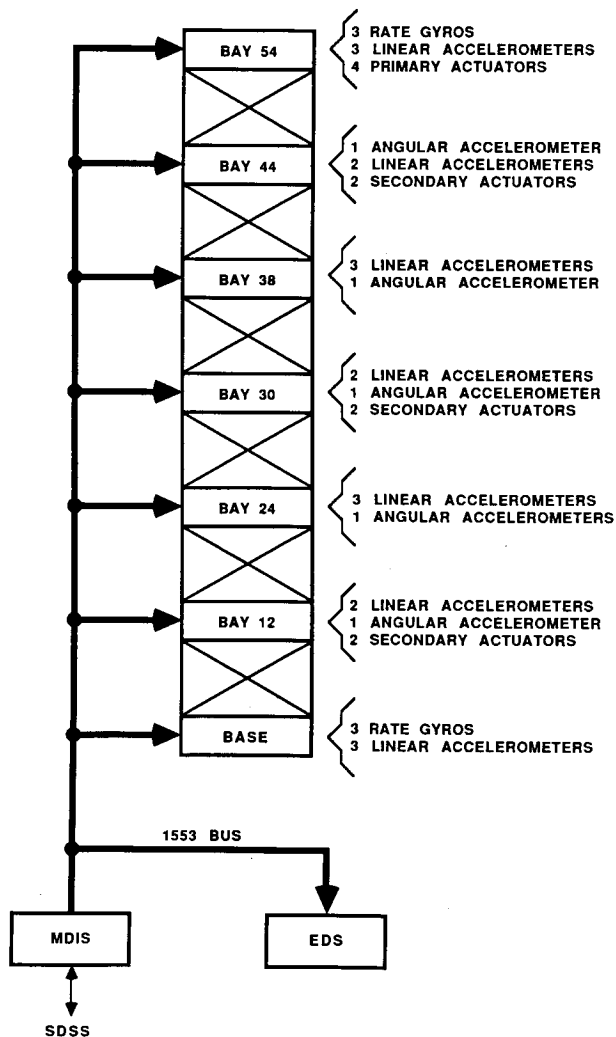 BAY 54
3 RATE GYROS
3 LINEAR ACCELEROMETERS
4 PRIMARY ACTUATORS
BAY 44
1 ANGULAR ACCELEROMETER
2 LINEAR ACCELEROMETERS
2 SECONDARY ACTUATORS
BAY 38
3 LINEAR ACCELEROMETERS
1 ANGULAR ACCELEROMETER
BAY 30
2 LINEAR ACCELEROMETERS
1 ANGULAR ACCELEROMETER
2 SECONDARY ACTUATORS
BAY 24
3 LINEAR ACCELEROMETERS
1 ANGULAR ACCELEROMETERS
BAY 12
2 LINEAR ACCELEROMETERS
1 ANGULAR ACCELEROMETER
2 SECONDARY ACTUATORS
BASE
3 RATE GYROS
3 LINEAR ACCELEROMETERS
1553 BUS
MDIS
EDS
SDSS